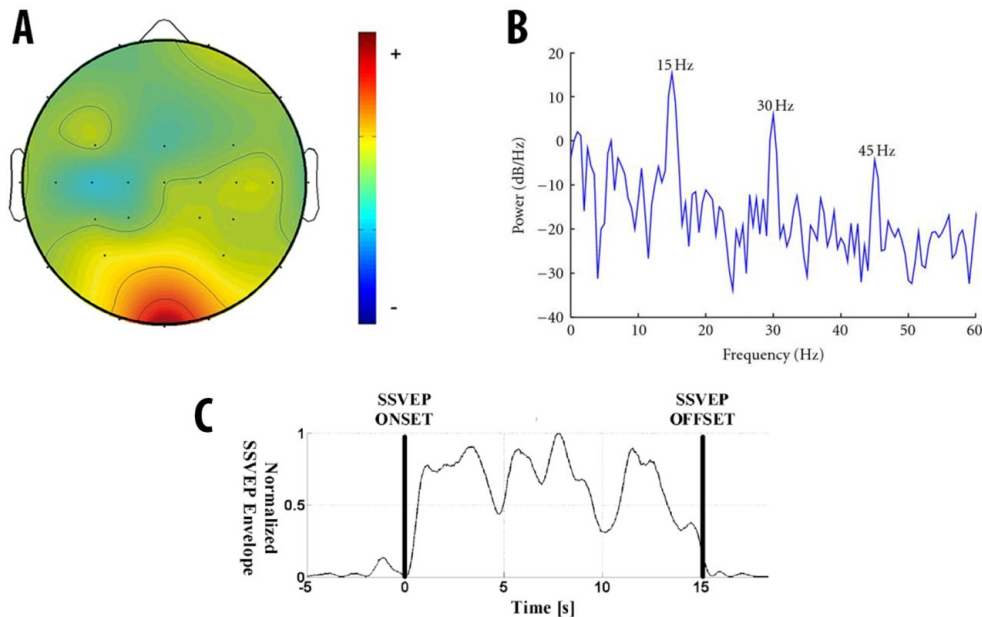 A
+
-
B
20
10
0
−10
−20
−30
−40
15 Hz
30 Hz
45 Hz
Power (dB/Hz)
0
10
20
30
40
50
60
Frequency (Hz)
C
SSVEP
ONSET
SSVEP
OFFSET
Normalized
SSVEP Envelope
1
0.5
0
-5
0
5
10
15
Time [s]